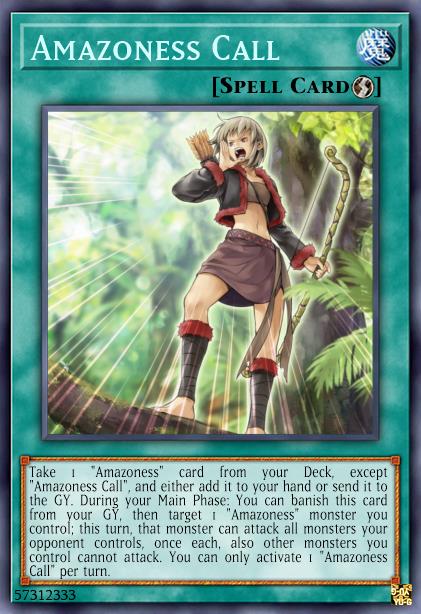 Amazoness Call
[Spell Card]
Take 1 "Amazoness" card from your Deck, except
"Amazoness Call", and either add it to your hand or send it to
the GY. During your Main Phase: You can banish this card
from your GY, then target 1 "Amazoness" monster you
control; this turn, that monster can attack all monsters your
opponent controls, once each, also other monsters you
control cannot attack. You can only activate 1 "Amazoness
Call" per turn.
57312333